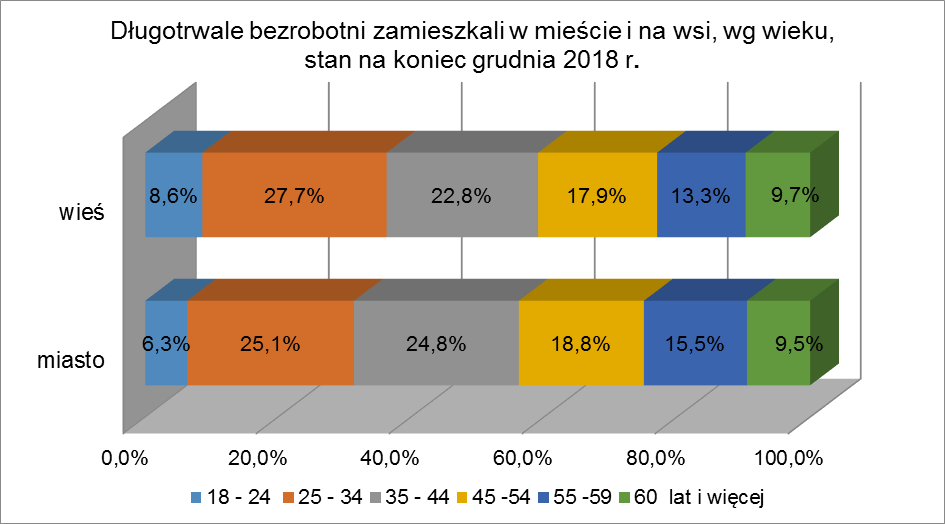 Długotrwale bezrobotni zamieszkali w mieście i na wsi, wg wieku,
stan na koniec grudnia 2018 r.
wieś
8,6% 27,7% 22,8% 17,9% 13,3% 9,7%
miasto
6,3% 25,1% 24,8% 18,8% 15,5% 9,5%
0,0% 20,0% 40,0% 60,0% 80,0% 100,0%
18 - 24 25 - 34 35 - 44 45 -54 55 -59 60 lat i więcej